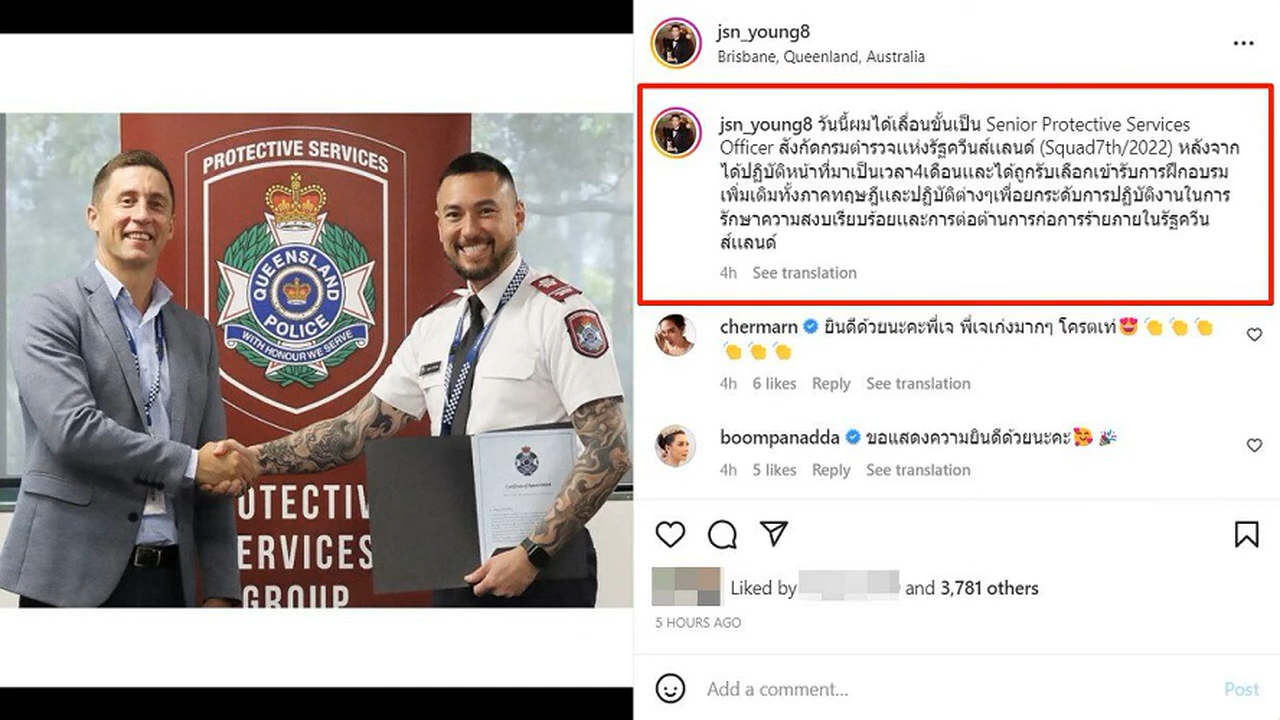 PROTECTIVE SERVICES
QUEENSLAND
POLICE
WITH HONOUR WE SERVE
OTECTIV
ERVICES
GROUP
Certificate of Appointment
jsn_young8
Brisbane, Queenland, Australia
jsn_young8 วันนี้ผมได้เลื่อนขั้นเป็น Senior Protective Services
Officer สังกัดกรมตำรวจแห่งรัฐควีนส์แลนด์ (Squad7th/2022) หลังจาก
ได้ปฏิบัติหน้าที่มาเป็นเวลา4เดือนและได้ถูกรับเลือกเข้ารับการฝึกอบรม
เพิ่มเติมทั้งภาคทฤษฎีและปฏิบัติต่างๆเพื่อยกระดับการปฏิบัติงานในการ
รักษาความสงบเรียบร้อยและการต่อต้านการก่อการร้ายภายในรัฐควีน
ส์แลนด์
4h See translation
chermarn ยินดีด้วยนะคะพี่เจ พี่เจเก่งมากๆ โครตเท่😍👏👏👏
👏👏👏
4h 6 likes Reply See translation
boompanadda ขอแสดงความยินดีด้วยนะคะ🥰🎉
4h 5 likes Reply See translation
Liked by and 3,781 others
5 HOURS AGO
Add a comment...
Post